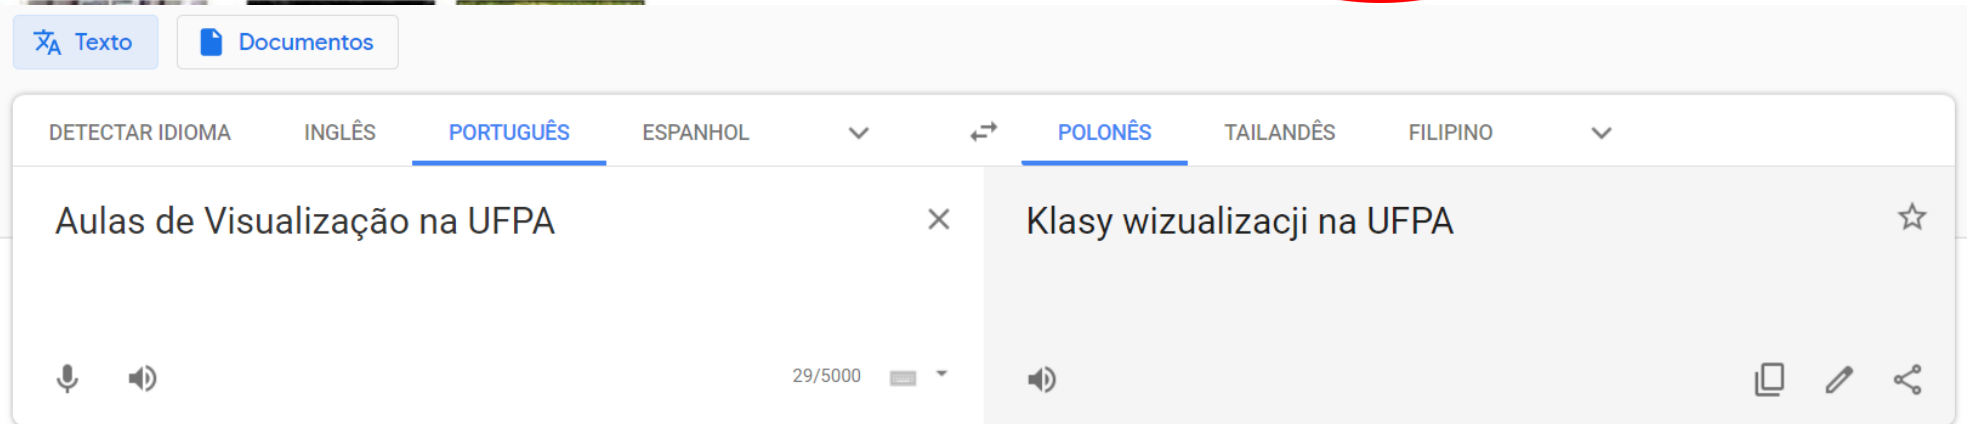 Texto Documentos
DETECTAR IDIOMA INGLÊS PORTUGUÊS ESPANHOL POLONÊS TAILANDÊS FILIPINO
Aulas de Visualização na UFPA
Klasy wizualizacji na UFPA
29/5000